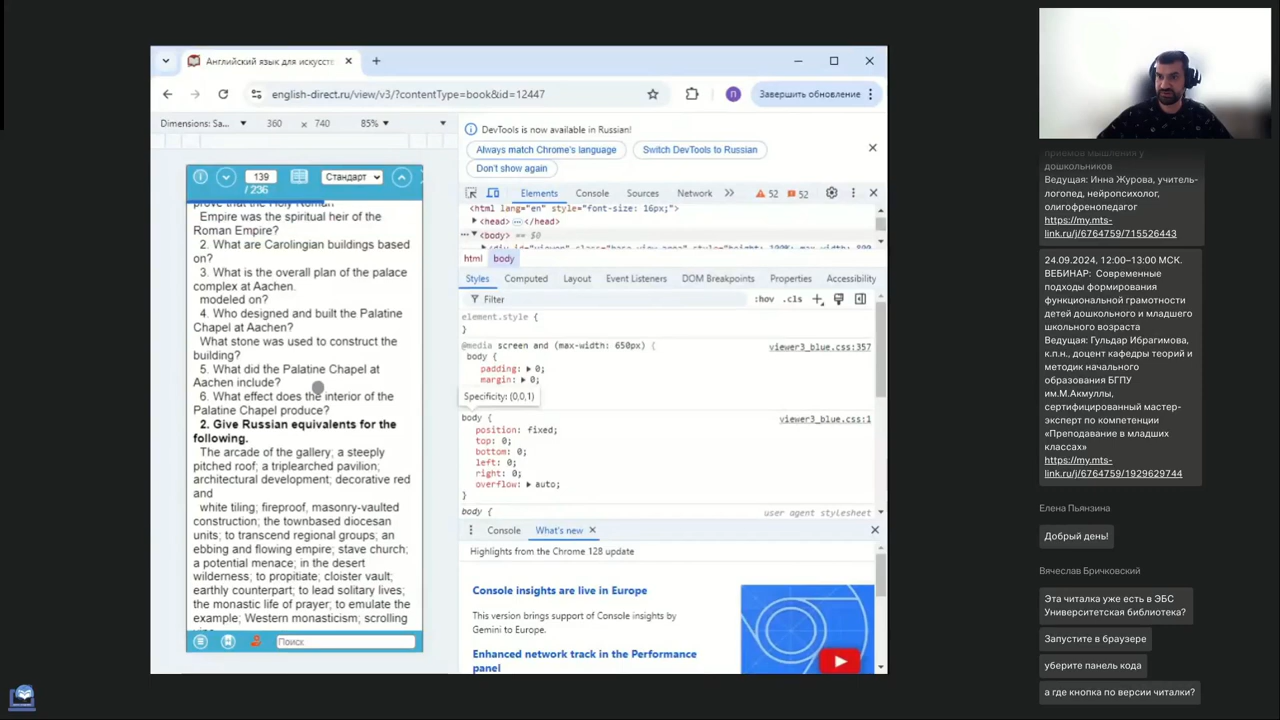 Английский язык для искусств
english-direct.ru/view/v3/?contentType=book&id=12447
Завершить обновление
Dimensions: Sa...
360 x 740
85%
139
/ 236
Стандарт
prove that the Holy Roman
Empire was the spiritual heir of the
Roman Empire?
2. What are Carolingian buildings based
on?
3. What is the overall plan of the palace
complex at Aachen.
modeled on?
4. Who designed and built the Palatine
Chapel at Aachen?
What stone was used to construct the
building?
5. What did the Palatine Chapel at
Aachen include?
6. What effect does the interior of the
Palatine Chapel produce?
2. Give Russian equivalents for the
following.
The arcade of the gallery; a steeply
pitched roof; a triplearched pavilion;
architectural development; decorative red
and
white tiling; fireproof, masonry-vaulted
construction; the townbased diocesan
units; to transcend regional groups; an
ebbing and flowing empire; stave church;
a potential menace; in the desert
wilderness; to propitiate; cloister vault;
earthly counterpart; to lead solitary lives;
the monastic life of prayer; to emulate the
example; Western monasticism; scrolling
Поиск
DevTools is now available in Russian!
Always match Chrome's language
Switch DevTools to Russian
Don't show again
Elements
Console
Sources
Network
52
52
<html lang="en" style="font-size: 16px;">
<head> ... </head>
<body> == $0
html
body
Styles
Computed
Layout
Event Listeners
DOM Breakpoints
Properties
Accessibility
Filter
:hov .cls
element.style {
}
@media screen and (max-width: 650px) {
viewer3_blue.css:357
body {
padding: 0;
margin: 0;
Specificity: (0,0,1)
body {
viewer3_blue.css:1
position: fixed;
top: 0;
bottom: 0;
left: 0;
right: 0;
overflow: auto;
}
body {
user agent stylesheet
Console
What's new
Highlights from the Chrome 128 update
Console insights are live in Europe
This version brings support of Console insights by
Gemini to Europe.
Enhanced network track in the Performance
panel
приемов мышления у
дошкольников
Ведущая: Инна Журова, учитель-
логопед, нейропсихолог,
олигофренопедагог
https://my.mts-
link.ru/j/6764759/715526443
24.09.2024, 12:00–13:00 МСК.
ВЕБИНАР: Современные
подходы формирования
функциональной грамотности
детей дошкольного и младшего
школьного возраста
Ведущая: Гульдар Ибрагимова,
к.п.н., доцент кафедры теорий и
методик начального
образования БГПУ
им.М.Акмуллы,
сертифицированный мастер-
эксперт по компетенции
«Преподавание в младших
классах»
https://my.mts-
link.ru/j/6764759/1929629744
Елена Пьянзина
Добрый день!
Вячеслав Бричковский
Эта читалка уже есть в ЭБС
Университетская библиотека?
Запустите в браузере
уберите панель кода
а где кнопка по версии читалки?